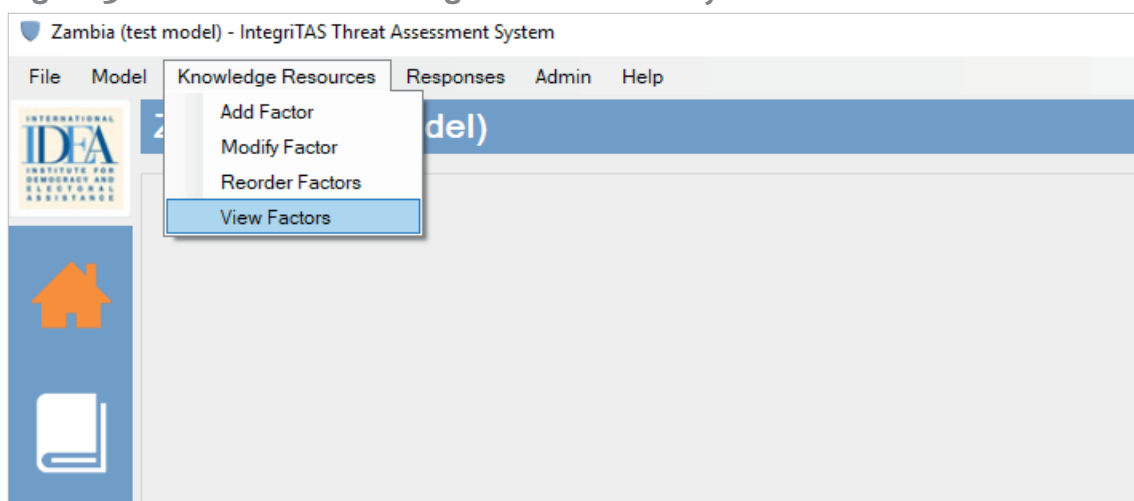 Zambia (test model) - IntegriTAS Threat Assessment System
File Model Knowledge Resources Responses Admin Help
INTERNATIONAL
IDEA
INSTITUTE FOR
DEMOCRACY AND
ELECTORAL
ASSISTANCE
del)
Add Factor
Modify Factor
Reorder Factors
View Factors